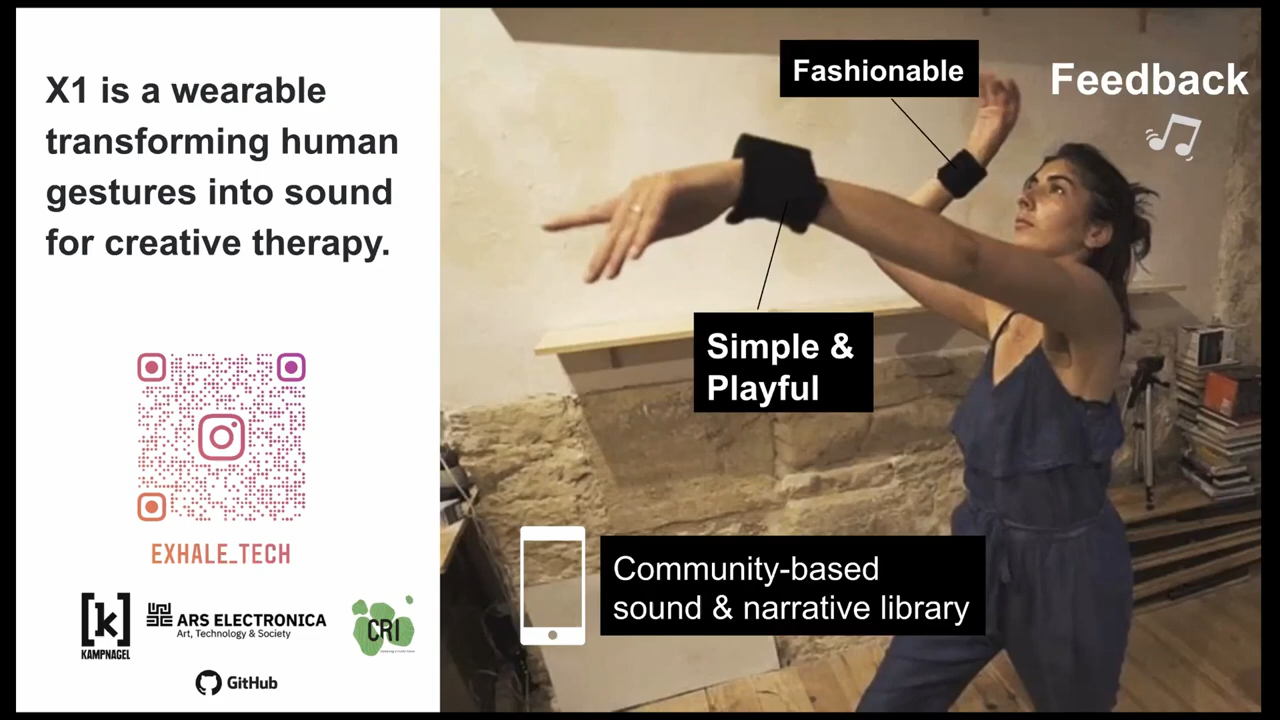 X1 is a wearable
transforming human
gestures into sound
for creative therapy.
EXHALE_TECH
[k]
KAMPNAGEL
ARS ELECTRONICA
Art, Technology & Society
CRI
GitHub
Fashionable
Feedback
Simple &
Playful
Community-based
sound & narrative library